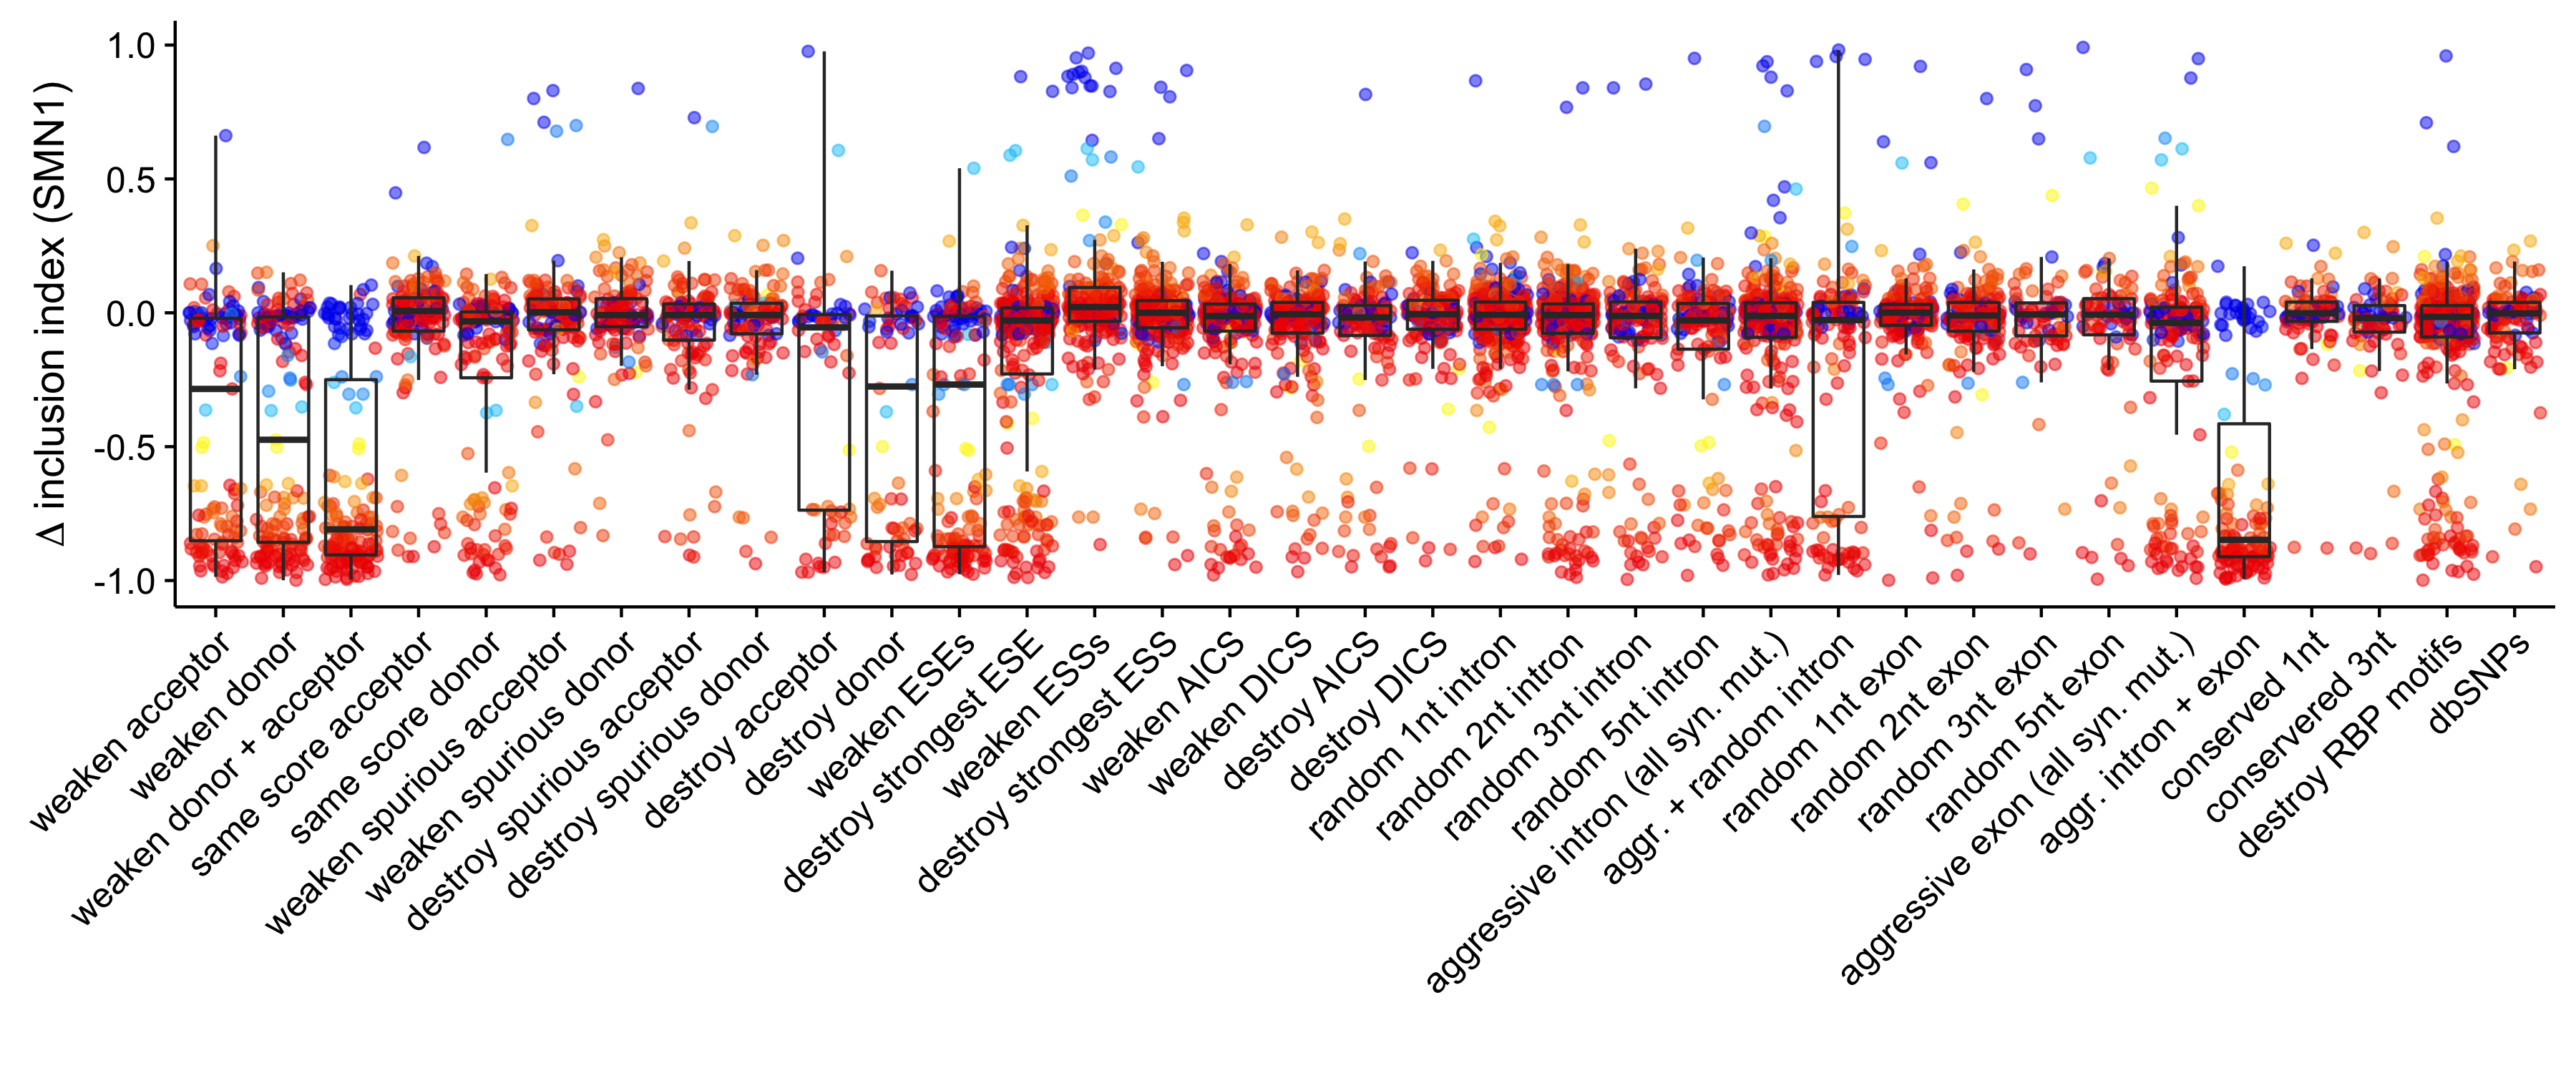 Δ inclusion index (SMN1)
1.0
0.5
0.0
-0.5
-1.0
weaken acceptor
weaken donor
weaken donor + acceptor
same score acceptor
same score donor
weaken spurious acceptor
weaken spurious donor
destroy spurious acceptor
destroy spurious donor
destroy acceptor
destroy donor
weaken ESEs
destroy strongest ESE
weaken ESSs
destroy strongest ESS
weaken AICS
weaken DICS
destroy AICS
destroy DICS
random 1nt intron
random 2nt intron
random 3nt intron
random 5nt intron
aggressive intron (all syn. mut.)
aggr. + random intron
random 1nt exon
random 2nt exon
random 3nt exon
random 5nt exon
aggressive exon (all syn. mut.)
aggr. intron + exon
conserved 1nt
conservered 3nt
destroy RBP motifs
dbSNPs